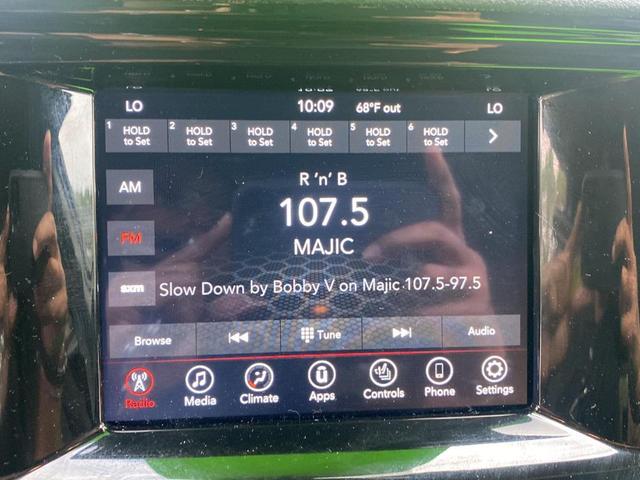 LO 10:09 68°F out LO
1 HOLD to Set 2 HOLD to Set 3 HOLD to Set 4 HOLD to Set 5 HOLD to Set 6 HOLD to Set
R 'n' B
AM
107.5
FM
MAJIC
sxm Slow Down by Bobby V on Majic 107.5-97.5
Browse Tune Audio
Radio Media Climate Apps Controls Phone Settings